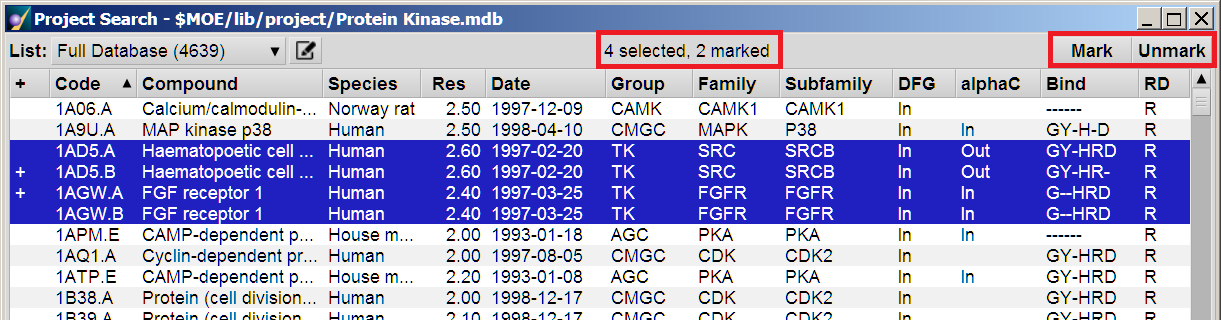 Project Search - $MOE/lib/project/Protein Kinase.mdb
List: Full Database (4639) 4 selected, 2 marked Mark Unmark
+ Code Compound Species Res Date Group Family Subfamily DFG alphaC Bind RD
1A06.A Calcium/calmodulin-... Norway rat 2.50 1997-12-09 CAMK CAMK1 CAMK1 In ------ R
1A9U.A MAP kinase p38 Human 2.50 1998-04-10 CMGC MAPK P38 In In GY-H-D R
1AD5.A Haematopoetic cell ... Human 2.60 1997-02-20 TK SRC SRCB In Out GY-HRD R
+ 1AD5.B Haematopoetic cell ... Human 2.60 1997-02-20 TK SRC SRCB In Out GY-HR- R
+ 1AGW.A FGF receptor 1 Human 2.40 1997-03-25 TK FGFR FGFR In In G--HRD R
1AGW.B FGF receptor 1 Human 2.40 1997-03-25 TK FGFR FGFR In In G--HRD R
1APM.E CAMP-dependent p... House m... 2.00 1993-01-18 AGC PKA PKA In In ------ R
1AQ1.A Cyclin-dependent pr... Human 2.00 1997-08-05 CMGC CDK CDK2 In GY-HRD R
1ATP.E CAMP-dependent p... House m... 2.20 1993-01-08 AGC PKA PKA In In GY-HRD R
1B38.A Protein (cell division... Human 2.00 1998-12-17 CMGC CDK CDK2 In GY-HRD R
1B39.A Protein (cell division... Human 2.10 1998-12-17 CMGC CDK CDK2 In GY-HRD R